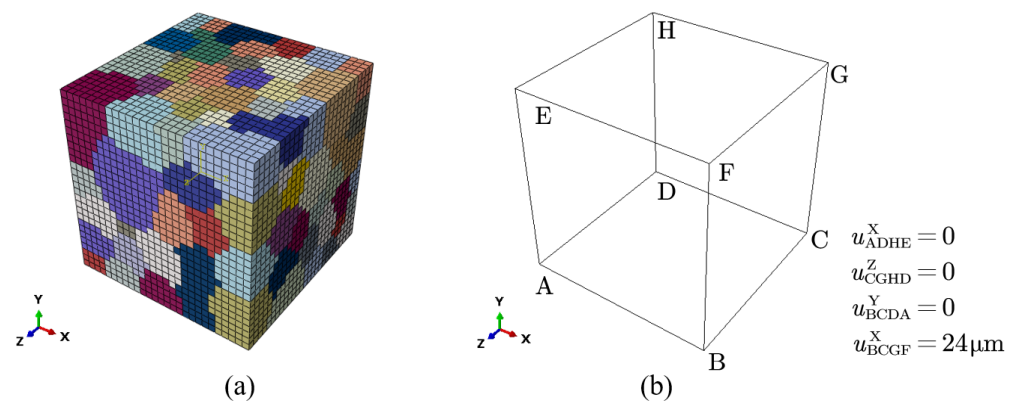 H
G
E
F
D
C
A
B
u^X_ADHE = 0
u^Z_CGHD = 0
u^Y_BCDA = 0
u^X_BCGF = 24μm
Y
X
Z
Y
X
Z
(a)
(b)